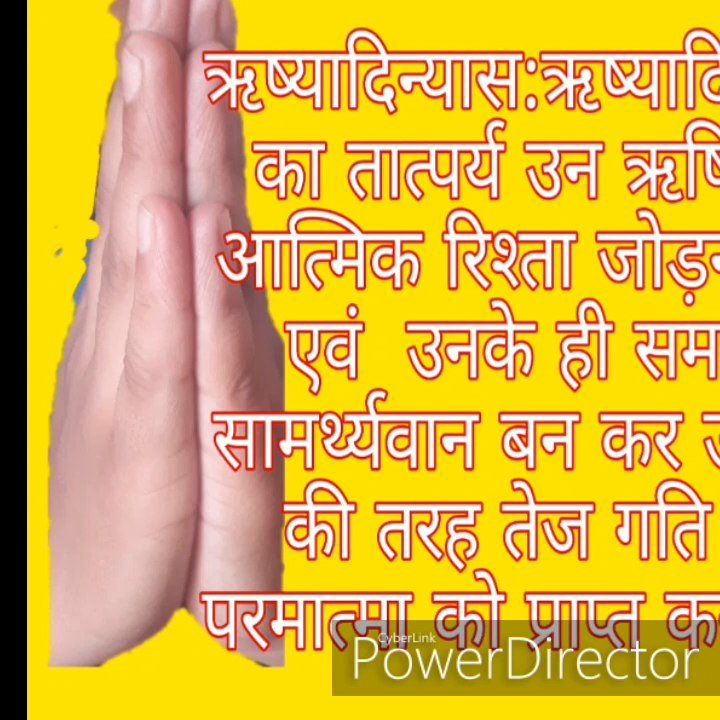 ऋष्यादिन्यास:ऋष्यादि
का तात्पर्य उन ऋषि
आत्मिक रिश्ता जोड़
एवं उनके ही सम
सामर्थ्यवान बन कर
की तरह तेज गति
परमात्मा को प्राप्त क
CyberLink
PowerDirector